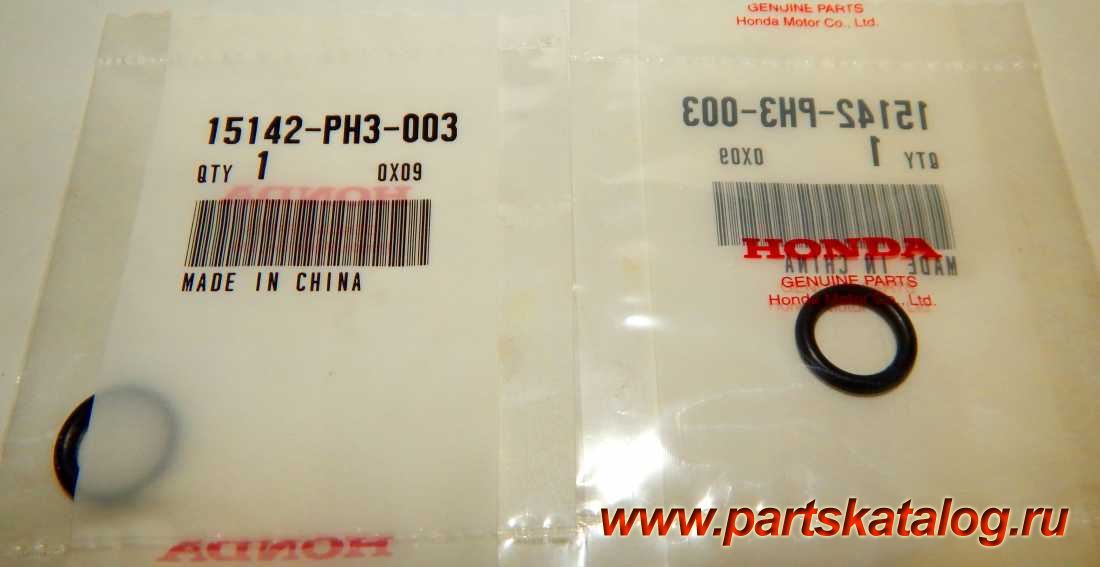 15142-PH3-003
QTY 1 0X09
HONDA
MADE IN CHINA
HONDA
GENUINE PARTS
Honda Motor Co., Ltd.
15142-PH3-003
QTY 1 0X09
HONDA
MADE IN CHINA
GENUINE PARTS
Honda Motor Co., Ltd.
www.partskatalog.ru